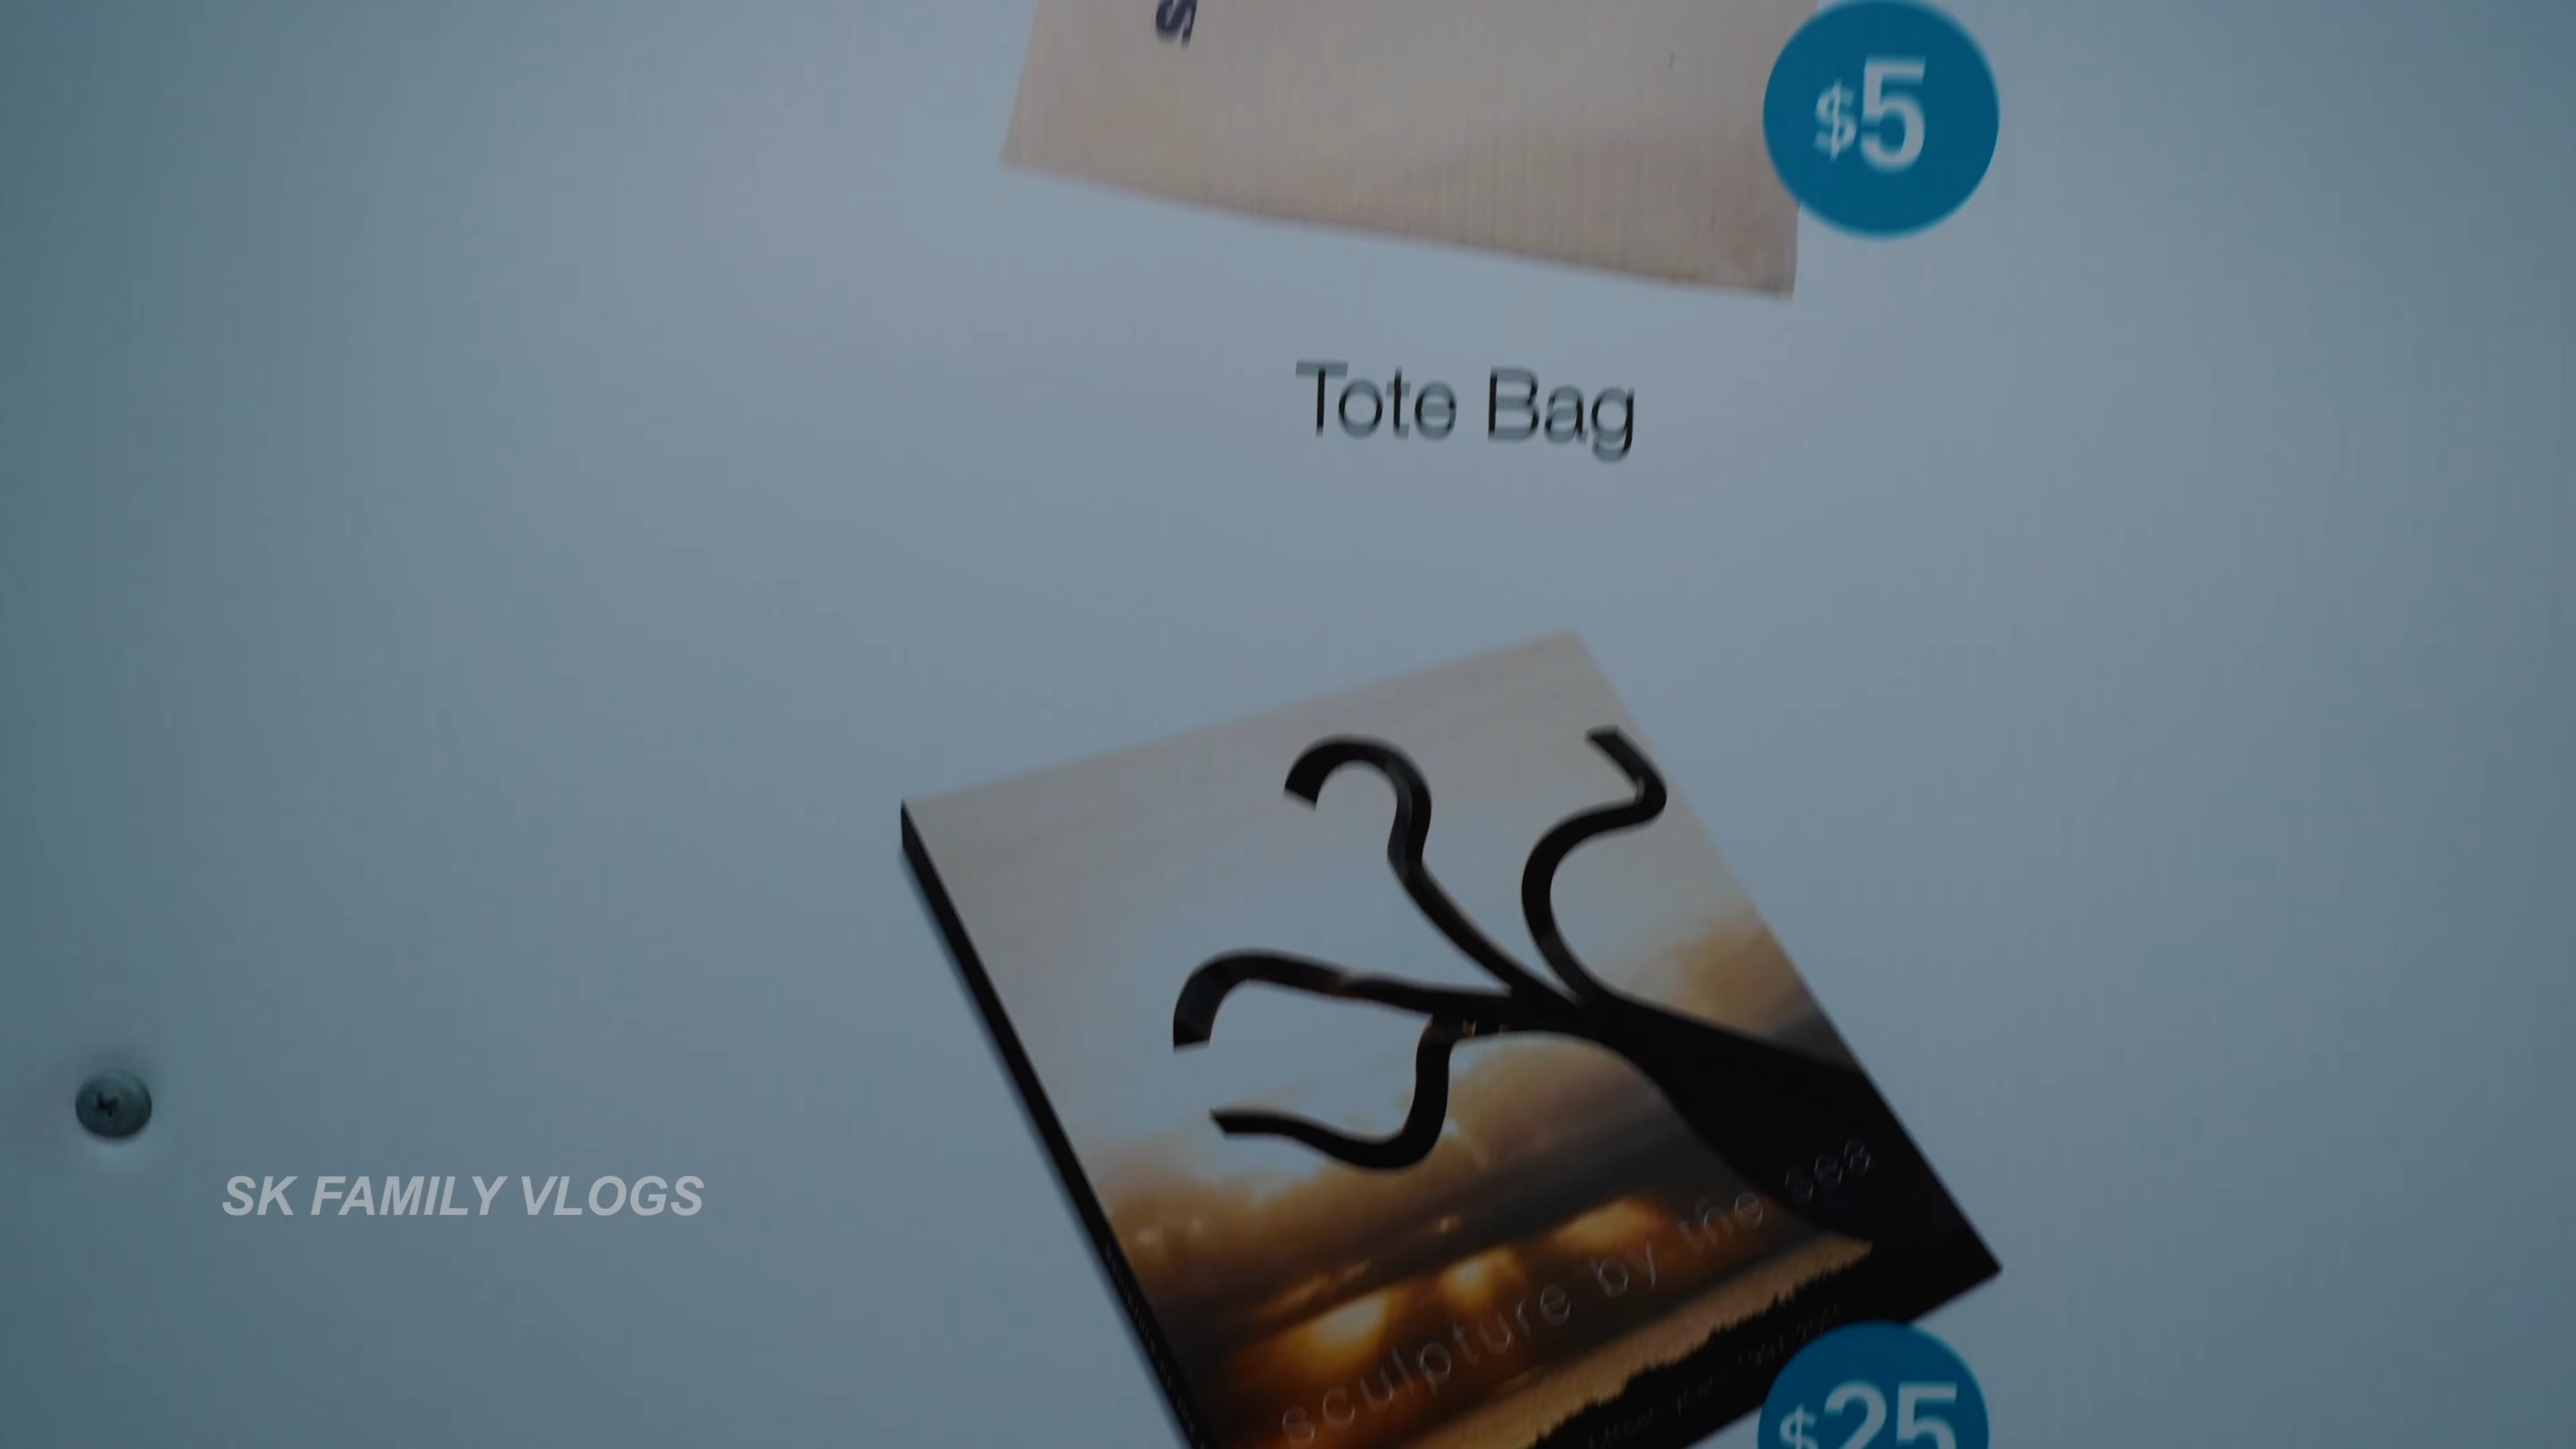 S
$5
Tote Bag
sculpture by the sea
$25
SK FAMILY VLOGS